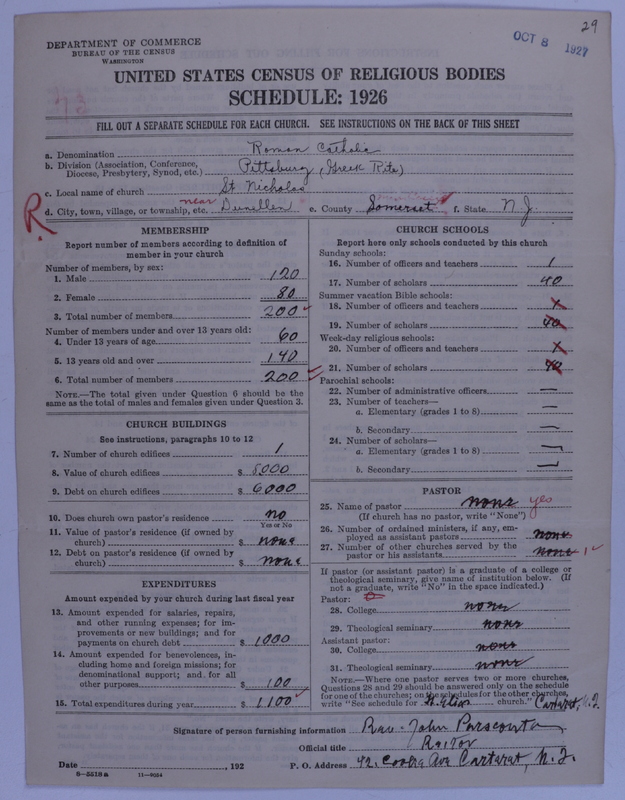 29
OCT 8 1927
DEPARTMENT OF COMMERCE
BUREAU OF THE CENSUS
WASHINGTON
UNITED STATES CENSUS OF RELIGIOUS BODIES
SCHEDULE: 1926
FILL OUT A SEPARATE SCHEDULE FOR EACH CHURCH. SEE INSTRUCTIONS ON THE BACK OF THIS SHEET
a. Denomination Roman Catholic
b. Division (Association, Conference,
Diocese, Presbytery, Synod, etc.) Pittsburg (Greek Rite)
c. Local name of church St. Nicholas
R. d. City, town, village, or township, etc. near Dunellen e. County Somerset f. State N. J.
MEMBERSHIP
Report number of members according to definition of
member in your church
Number of members, by sex:
1. Male 120
2. Female 80
3. Total number of members 200
Number of members under and over 13 years old:
4. Under 13 years of age 60
5. 13 years old and over 140
6. Total number of members 200
NOTE.—The total given under Question 6 should be the
same as the total of males and females given under Question 3.
CHURCH BUILDINGS
See instructions, paragraphs 10 to 12
7. Number of church edifices 1
8. Value of church edifices $ 8,000
9. Debt on church edifices $ 6000
10. Does church own pastor's residence no
Yes or No
11. Value of pastor's residence (if owned by
church) $ none
12. Debt on pastor's residence (if owned by
church) $ none
EXPENDITURES
Amount expended by your church during last fiscal year
13. Amount expended for salaries, repairs,
and other running expenses; for im-
provements or new buildings; and for
payments on church debt $ 1000
14. Amount expended for benevolences, in-
cluding home and foreign missions; for
denominational support; and for all
other purposes $ 100
15. Total expenditures during year $ 1100
CHURCH SCHOOLS
Report here only schools conducted by this church
Sunday schools:
16. Number of officers and teachers 1
17. Number of scholars 40
Summer vacation Bible schools:
18. Number of officers and teachers 1
19. Number of scholars 40
Week-day religious schools:
20. Number of officers and teachers 1
21. Number of scholars 40
Parochial schools:
22. Number of administrative officers —
23. Number of teachers—
a. Elementary (grades 1 to 8) —
b. Secondary —
24. Number of scholars—
a. Elementary (grades 1 to 8) —
b. Secondary —
PASTOR
25. Name of pastor none yes
(If church has no pastor, write "None")
26. Number of ordained ministers, if any, em-
ployed as assistant pastors none
27. Number of other churches served by the
pastor or his assistants none 1
If pastor (or assistant pastor) is a graduate of a college or
theological seminary, give name of institution below. (If
not a graduate, write "No" in the space indicated.)
Pastor:
28. College none
29. Theological seminary none
Assistant pastor:
30. College none
31. Theological seminary none
NOTE.—Where one pastor serves two or more churches,
Questions 28 and 29 should be answered only on the schedule
for one of the churches; on the schedules for the other churches,
write "See schedule for St. Elias church." Carteret, N. J.
Signature of person furnishing information Rev. John
Official title Rector
Date , 192 P. O. Address 42. Cooke Ave Carteret, N. J.
8-5518 a 11-9054